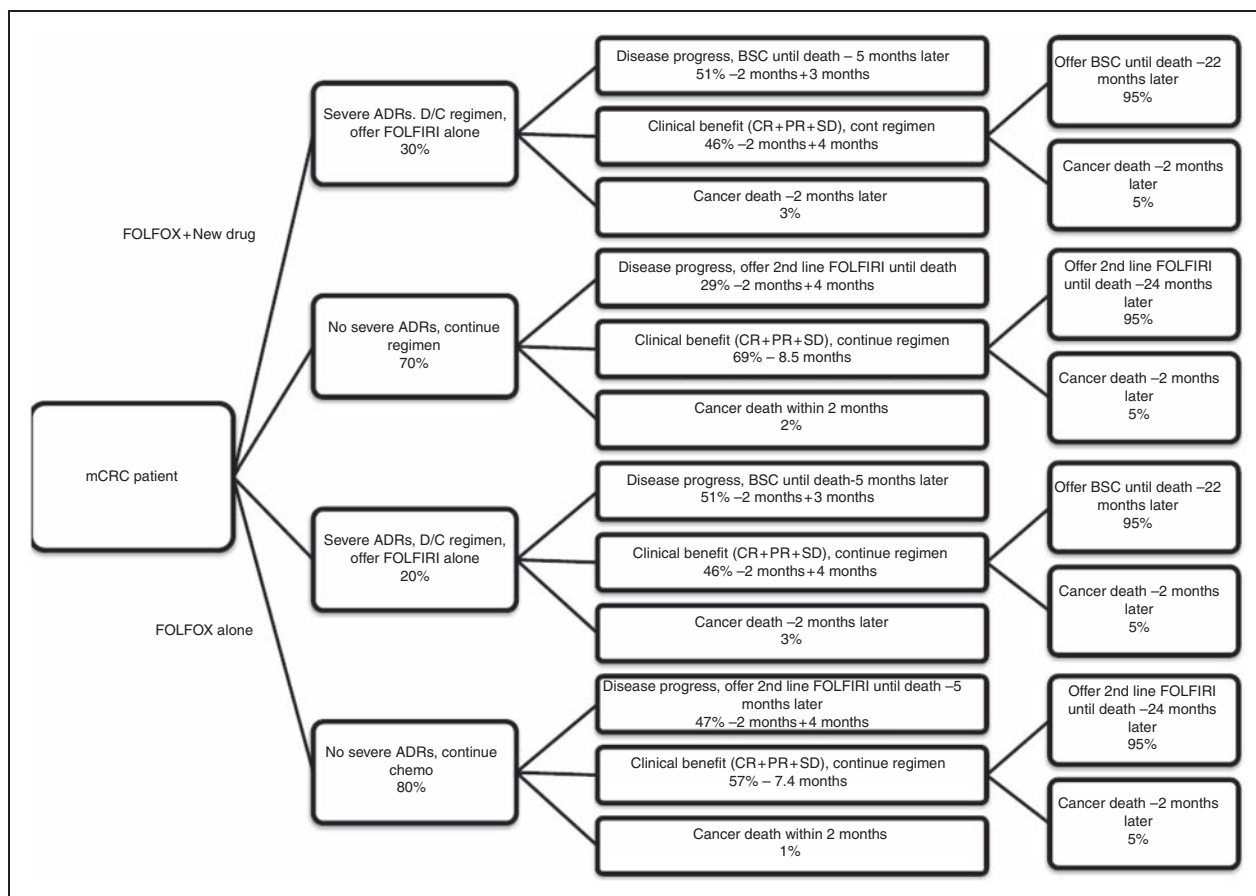 mCRC patient
FOLFOX+New drug
FOLFOX alone
Severe ADRs. D/C regimen,
offer FOLFIRI alone
30%
Disease progress, BSC until death – 5 months later
51% –2 months+3 months
Clinical benefit (CR+PR+SD), cont regimen
46% –2 months+4 months
Offer BSC until death –22
months later
95%
Cancer death –2 months
later
5%
Cancer death –2 months later
3%
No severe ADRs, continue
regimen
70%
Disease progress, offer 2nd line FOLFIRI until death
29% –2 months+4 months
Clinical benefit (CR+PR+SD), continue regimen
69% – 8.5 months
Offer 2nd line FOLFIRI
until death –24 months
later
95%
Cancer death –2 months
later
5%
Cancer death within 2 months
2%
Severe ADRs, D/C regimen,
offer FOLFIRI alone
20%
Disease progress, BSC until death-5 months later
51% –2 months+3 months
Clinical benefit (CR+PR+SD), continue regimen
46% –2 months+4 months
Offer BSC until death –22
months later
95%
Cancer death –2 months
later
5%
Cancer death –2 months later
3%
No severe ADRs, continue
chemo
80%
Disease progress, offer 2nd line FOLFIRI until death –5
months later
47% –2 months+4 months
Clinical benefit (CR+PR+SD), continue regimen
57% – 7.4 months
Offer 2nd line FOLFIRI
until death –24 months
later
95%
Cancer death –2 months
later
5%
Cancer death within 2 months
1%